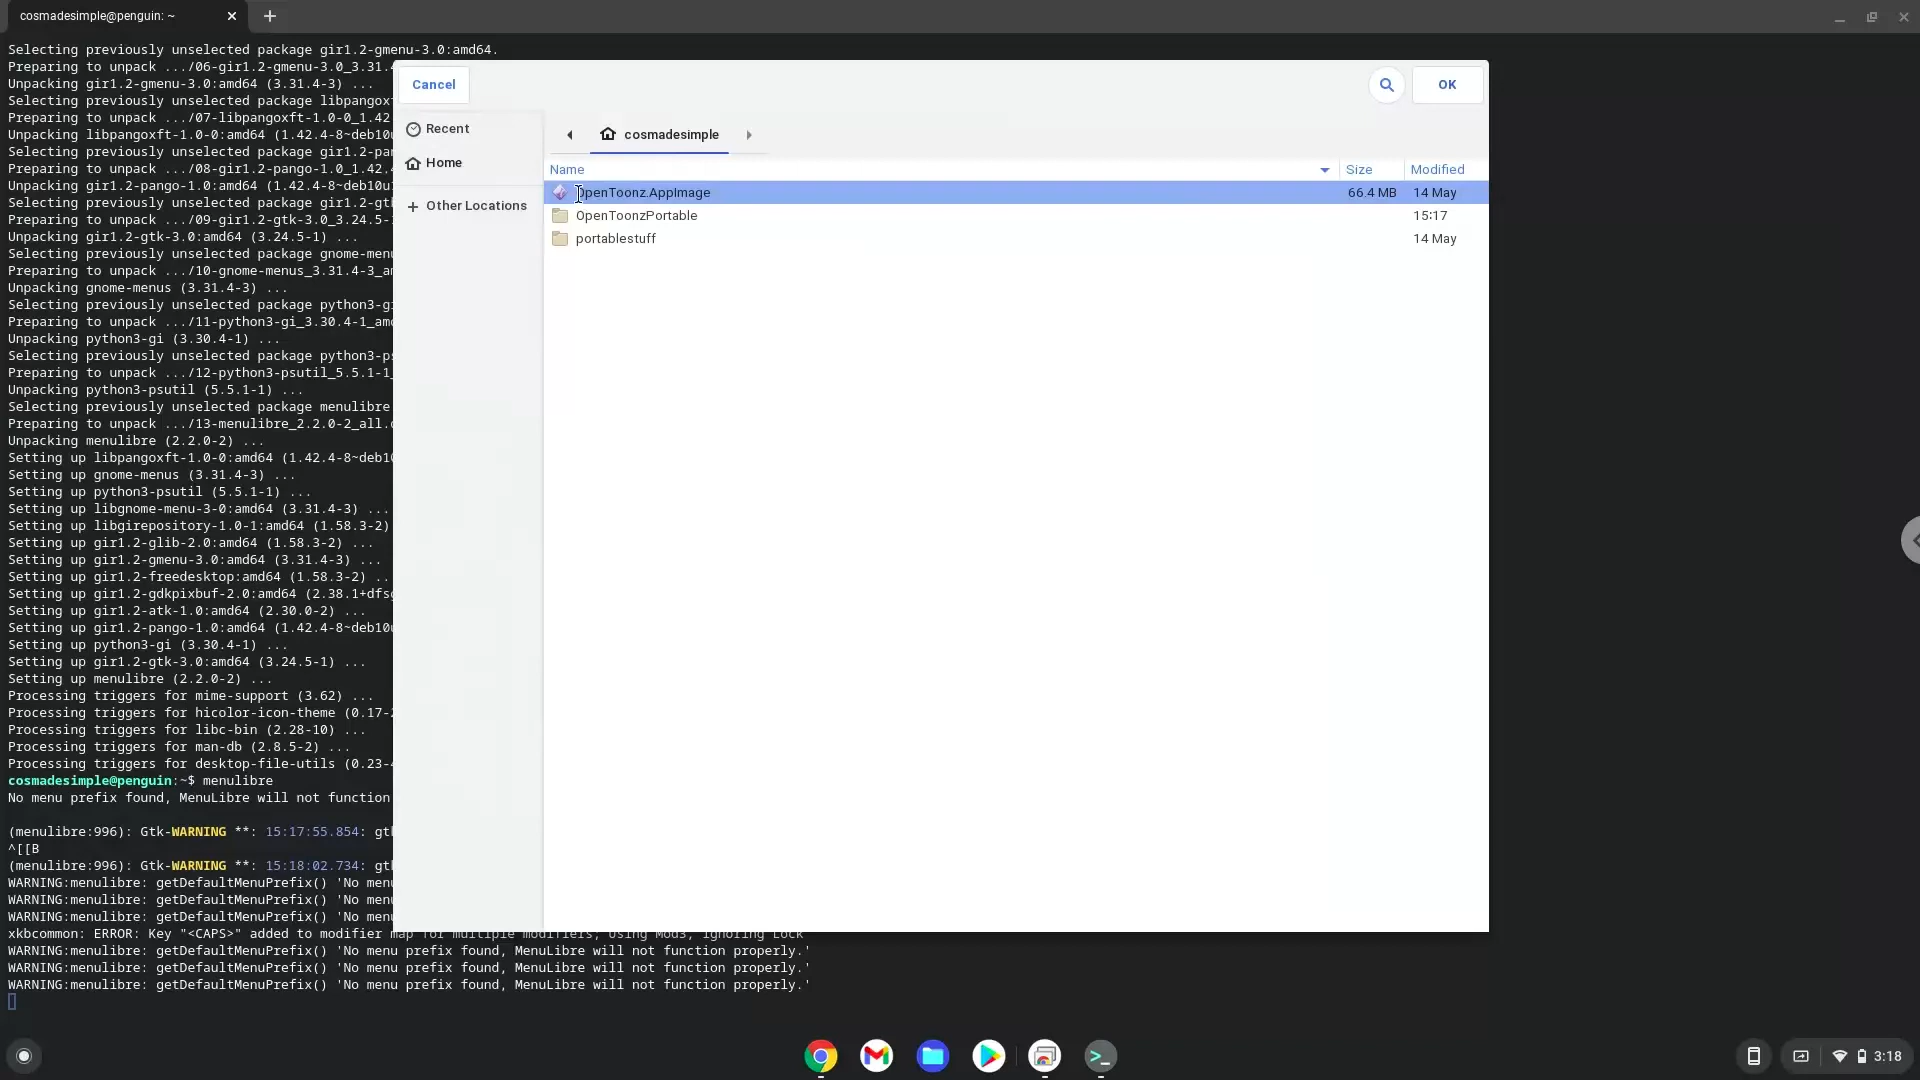 cosmadesimple@penguin: ~
Selecting previously unselected package gir1.2-gmenu-3.0:amd64.
Preparing to unpack .../06-gir1.2-gmenu-3.0_3.31.4-
Unpacking gir1.2-gmenu-3.0:amd64 (3.31.4-3) ...
Selecting previously unselected package libpangoxf
Preparing to unpack .../07-libpangoxft-1.0-0_1.42
Unpacking libpangoxft-1.0-0:amd64 (1.42.4-8~deb10u
Selecting previously unselected package gir1.2-pan
Preparing to unpack .../08-gir1.2-pango-1.0_1.42.
Unpacking gir1.2-pango-1.0:amd64 (1.42.4-8~deb10u
Selecting previously unselected package gir1.2-gt
Preparing to unpack .../09-gir1.2-gtk-3.0_3.24.5-
Unpacking gir1.2-gtk-3.0:amd64 (3.24.5-1) ...
Selecting previously unselected package gnome-menu
Preparing to unpack .../10-gnome-menus_3.31.4-3_am
Unpacking gnome-menus (3.31.4-3) ...
Selecting previously unselected package python3-gi
Preparing to unpack .../11-python3-gi_3.30.4-1_amd
Unpacking python3-gi (3.30.4-1) ...
Selecting previously unselected package python3-ps
Preparing to unpack .../12-python3-psutil_5.5.1-1_
Unpacking python3-psutil (5.5.1-1) ...
Selecting previously unselected package menulibre
Preparing to unpack .../13-menulibre_2.2.0-2_all.
Unpacking menulibre (2.2.0-2) ...
Setting up libpangoxft-1.0-0:amd64 (1.42.4-8~deb10
Setting up gnome-menus (3.31.4-3) ...
Setting up python3-psutil (5.5.1-1) ...
Setting up libgnome-menu-3-0:amd64 (3.31.4-3) ...
Setting up libgirepository-1.0-1:amd64 (1.58.3-2)
Setting up gir1.2-glib-2.0:amd64 (1.58.3-2) ...
Setting up gir1.2-gmenu-3.0:amd64 (3.31.4-3) ...
Setting up gir1.2-freedesktop:amd64 (1.58.3-2) ..
Setting up gir1.2-gdkpixbuf-2.0:amd64 (2.38.1+dfsg
Setting up gir1.2-atk-1.0:amd64 (2.30.0-2) ...
Setting up gir1.2-pango-1.0:amd64 (1.42.4-8~deb10u
Setting up python3-gi (3.30.4-1) ...
Setting up gir1.2-gtk-3.0:amd64 (3.24.5-1) ...
Setting up menulibre (2.2.0-2) ...
Processing triggers for mime-support (3.62) ...
Processing triggers for hicolor-icon-theme (0.17-2
Processing triggers for libc-bin (2.28-10) ...
Processing triggers for man-db (2.8.5-2) ...
Processing triggers for desktop-file-utils (0.23-4
cosmadesimple@penguin:~$ menulibre
No menu prefix found, MenuLibre will not function
(menulibre:996): Gtk-WARNING **: 15:17:55.854: gtk
^[[B
(menulibre:996): Gtk-WARNING **: 15:18:02.734: gtk
WARNING:menulibre: getDefaultMenuPrefix() 'No menu
WARNING:menulibre: getDefaultMenuPrefix() 'No menu
WARNING:menulibre: getDefaultMenuPrefix() 'No menu
xkbcommon: ERROR: Key "<CAPS>" added to modifier map for multiple modifiers; Using Mod3, ignoring Lock
WARNING:menulibre: getDefaultMenuPrefix() 'No menu prefix found, MenuLibre will not function properly.'
WARNING:menulibre: getDefaultMenuPrefix() 'No menu prefix found, MenuLibre will not function properly.'
WARNING:menulibre: getDefaultMenuPrefix() 'No menu prefix found, MenuLibre will not function properly.'
Cancel
OK
Recent
Home
Other Locations
cosmadesimple
Name Size Modified
OpenToonz.AppImage 66.4 MB 14 May
OpenToonzPortable 15:17
portablestuff 14 May
3:18